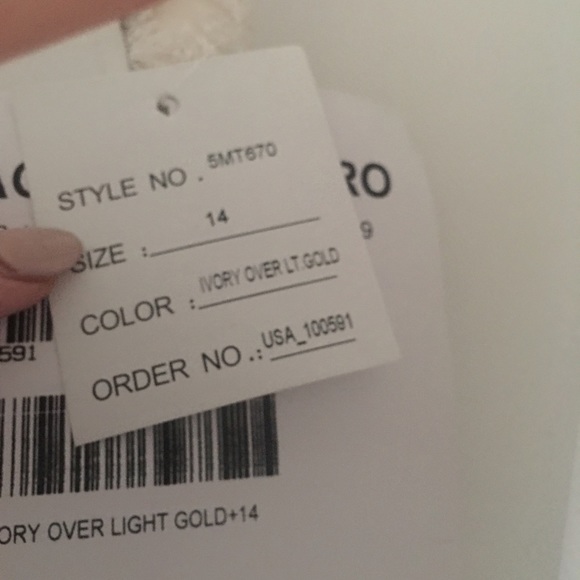 STYLE NO . 5MT670
SIZE : 14
COLOR : IVORY OVER LT.GOLD
ORDER NO .: USA_100591
RO
9
591
ORY OVER LIGHT GOLD+14